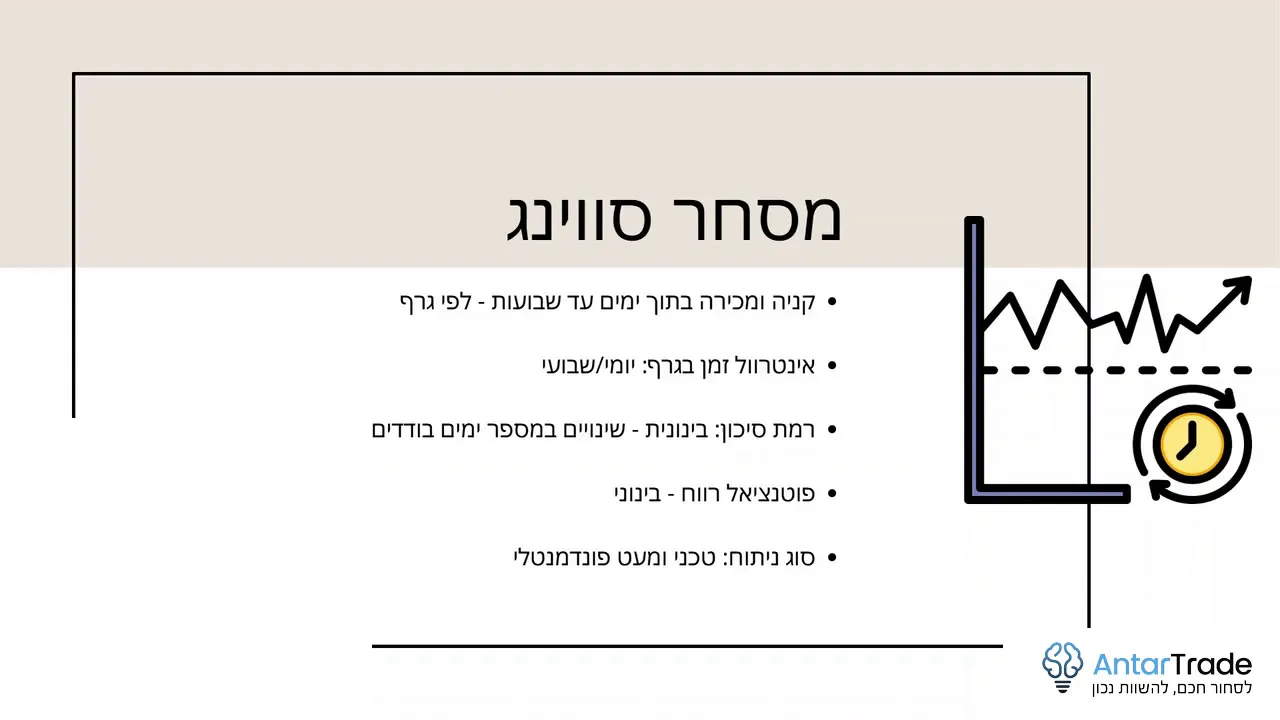 מסחר סווינג
• קניה ומכירה בתוך ימים עד שבועות - לפי גרף
• אינטרוול זמן בגרף: יומי/שבועי
• רמת סיכון: בינונית - שינויים במספר ימים בודדים
• פוטנציאל רווח - בינוני
• סוג ניתוח: טכני ומעט פונדמנטלי
AntarTrade
לסחור חכם, להשוות נכון